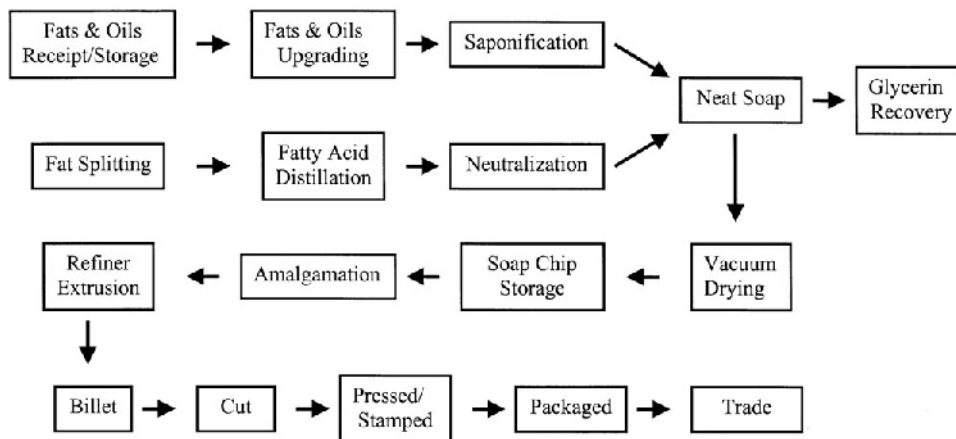 Fats & Oils
Receipt/Storage
Fats & Oils
Upgrading
Saponification
Neat Soap
Glycerin
Recovery
Fat Splitting
Fatty Acid
Distillation
Neutralization
Refiner
Extrusion
Amalgamation
Soap Chip
Storage
Vacuum
Drying
Billet
Cut
Pressed/
Stamped
Packaged
Trade